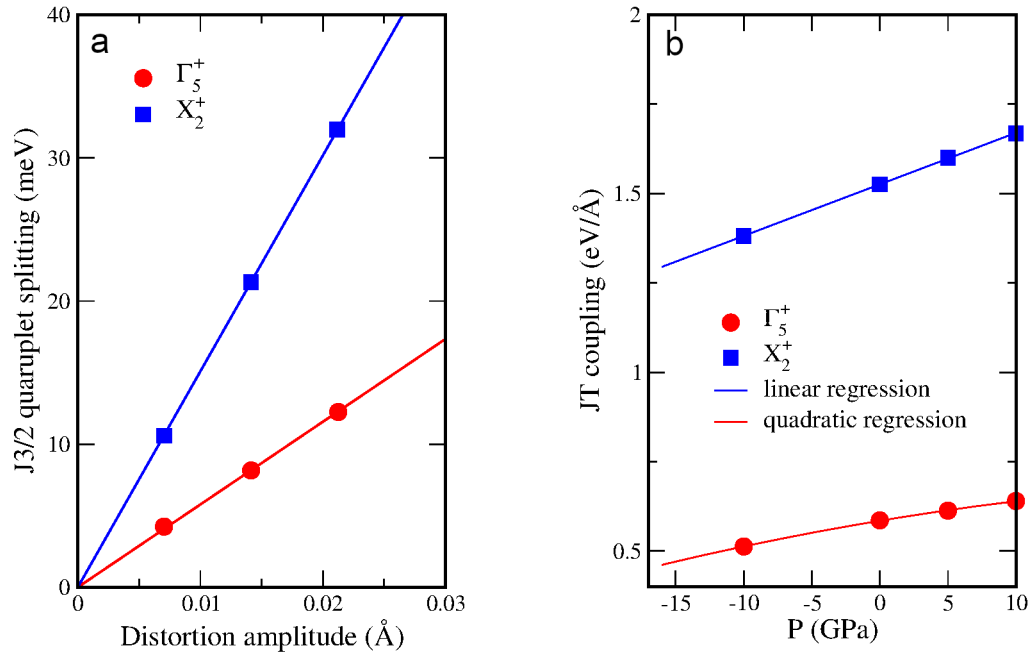 a
Γ5+
X2+
40
30
20
10
0
J3/2 quaruplet splitting (meV)
0
0.01
0.02
0.03
Distortion amplitude (Å)
b
2
1.5
1
0.5
JT coupling (eV/Å)
Γ5+
X2+
linear regression
quadratic regression
-15
-10
-5
0
5
10
P (GPa)